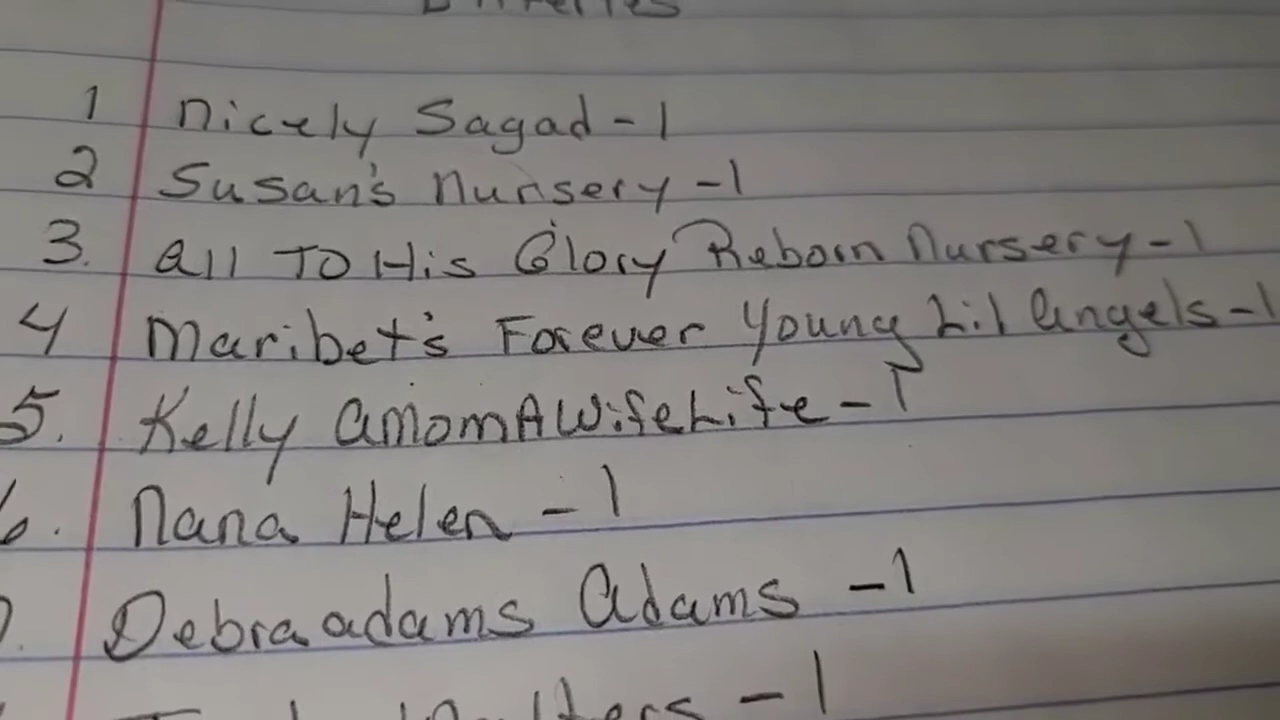 1 Nicely Sagad - 1
2 Susan's Nursery - 1
3. All To His Glory Reborn Nursery - 1
4 Maribet's Forever Young Lil Angels - 1
5. Kelly AMomAWifeLife - 1
6. Nana Helen - 1
Debraadams Adams - 1
- 1